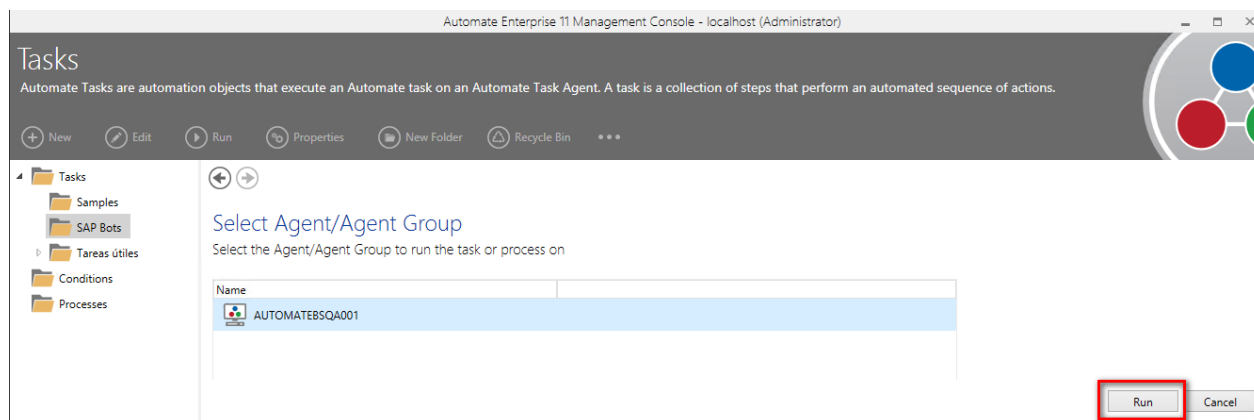 Automate Enterprise 11 Management Console - localhost (Administrator)
Tasks
Automate Tasks are automation objects that execute an Automate task on an Automate Task Agent. A task is a collection of steps that perform an automated sequence of actions.
New Edit Run Properties New Folder Recycle Bin
Tasks
Samples
SAP Bots
Tareas útiles
Conditions
Processes
Select Agent/Agent Group
Select the Agent/Agent Group to run the task or process on
Name
AUTOMATEBSQA001
Run Cancel